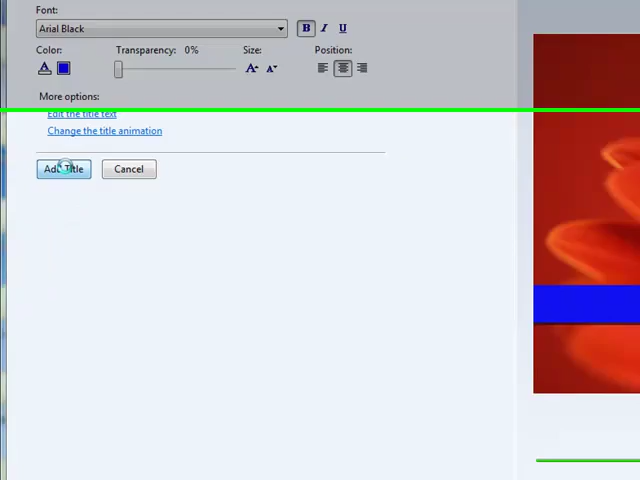 Font:
Arial Black B I U
Color: Transparency: 0% Size: Position:
A A A
More options:
Edit the title text
Change the title animation
Add Title Cancel